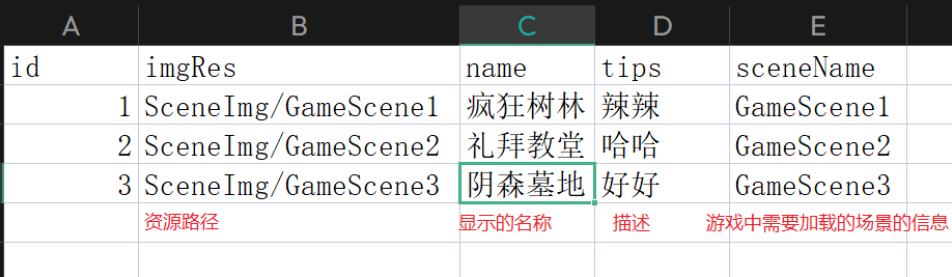 A B C D E
id imgRes name tips sceneName
1 SceneImg/GameScene1 疯狂树林 辣辣 GameScene1
2 SceneImg/GameScene2 礼拜教堂 哈哈 GameScene2
3 SceneImg/GameScene3 阴森墓地 好好 GameScene3
资源路径 显示的名称 描述 游戏中需要加载的场景的信息